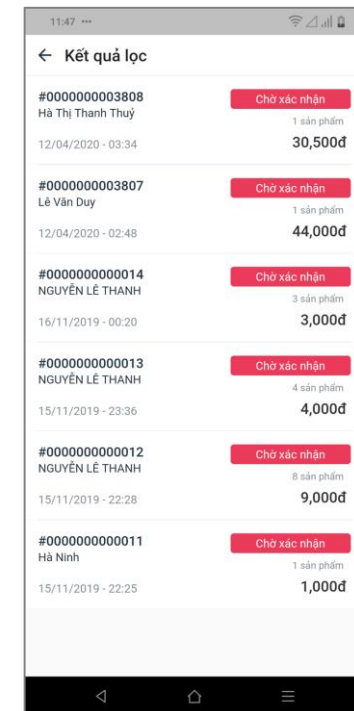 11:47 •••
← Kết quả lọc
#0000000003808
Chờ xác nhận
Hà Thị Thanh Thuý
1 sản phẩm
12/04/2020 - 03:34
30,500đ
#0000000003807
Chờ xác nhận
Lê Văn Duy
1 sản phẩm
12/04/2020 - 02:48
44,000đ
#0000000000014
Chờ xác nhận
NGUYỄN LÊ THANH
3 sản phẩm
16/11/2019 - 00:20
3,000đ
#0000000000013
Chờ xác nhận
NGUYỄN LÊ THANH
4 sản phẩm
15/11/2019 - 23:36
4,000đ
#0000000000012
Chờ xác nhận
NGUYỄN LÊ THANH
8 sản phẩm
15/11/2019 - 22:28
9,000đ
#0000000000011
Chờ xác nhận
Hà Ninh
1 sản phẩm
15/11/2019 - 22:25
1,000đ